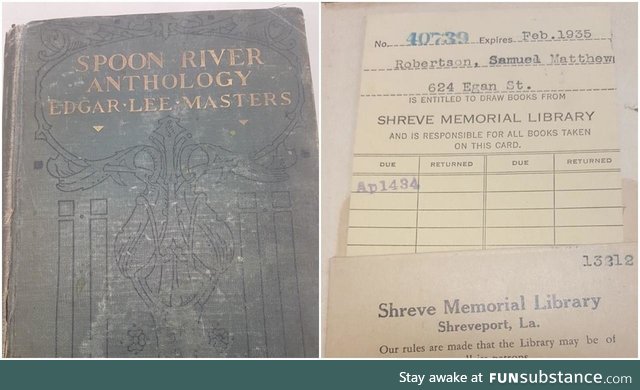 SPOON RIVER
ANTHOLOGY
EDGAR·LEE·MASTERS
No. 40739 Expires Feb. 1935
Robertson, Samuel Matthew
624 Egan St.
IS ENTITLED TO DRAW BOOKS FROM
SHREVE MEMORIAL LIBRARY
AND IS RESPONSIBLE FOR ALL BOOKS TAKEN
ON THIS CARD.
DUE RETURNED DUE RETURNED
Ap1434
13212
Shreve Memorial Library
Shreveport, La.
Our rules are made that the Library may be of
Stay awake at FUNsubstance.com